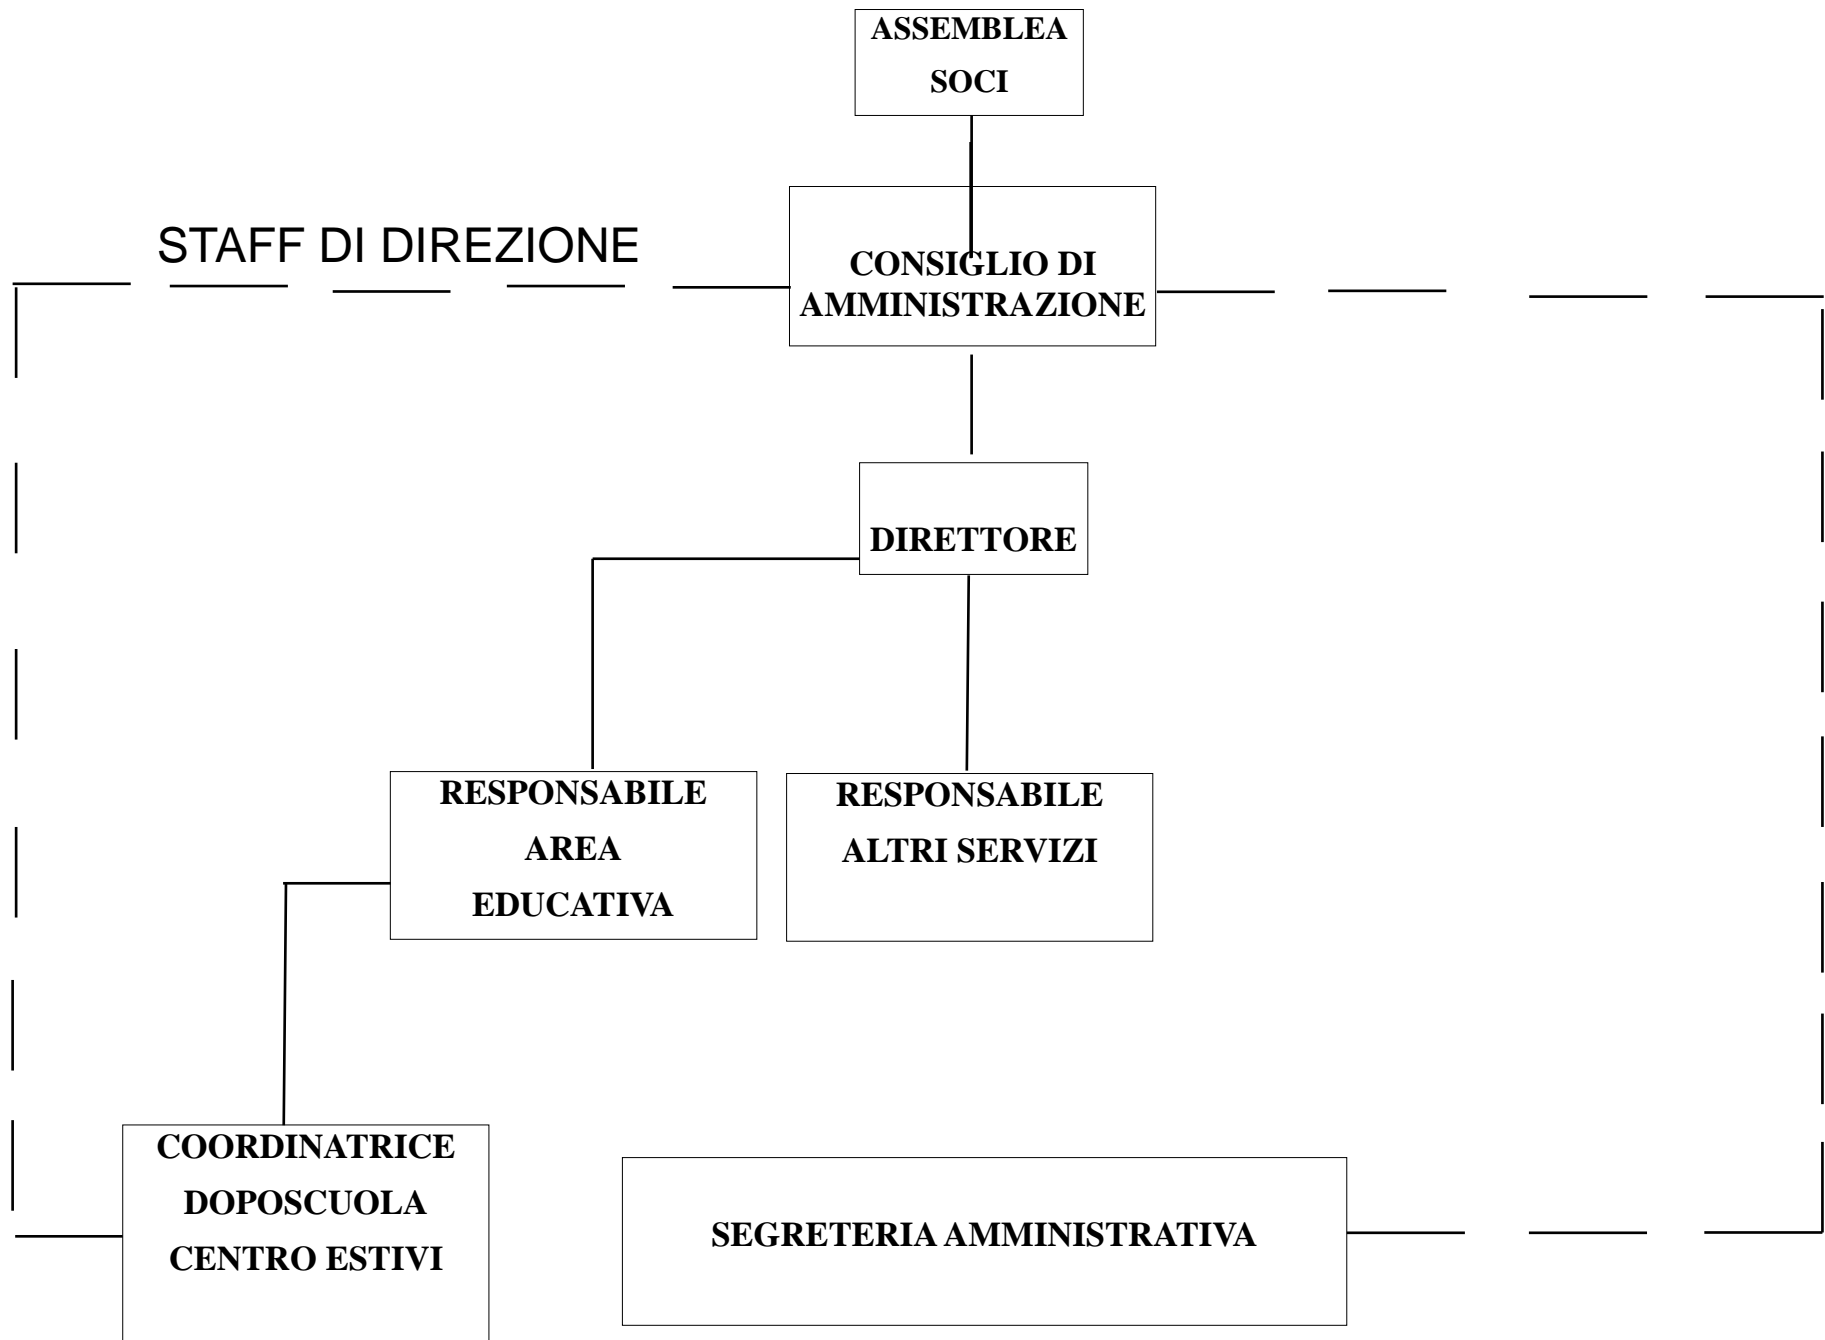 ASSEMBLEA
SOCI
STAFF DI DIREZIONE
CONSIGLIO DI
AMMINISTRAZIONE
DIRETTORE
RESPONSABILE
AREA
EDUCATIVA
RESPONSABILE
ALTRI SERVIZI
COORDINATRICE
DOPOSCUOLA
CENTRO ESTIVI
SEGRETERIA AMMINISTRATIVA